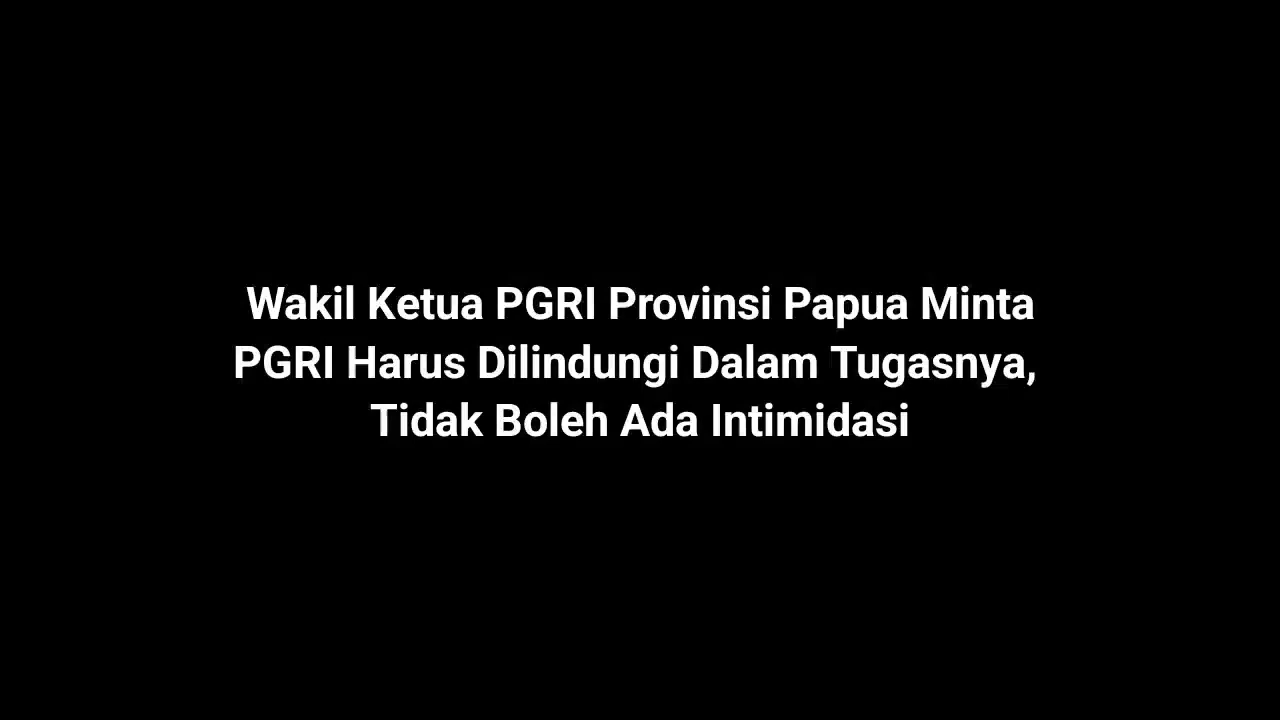 Wakil Ketua PGRI Provinsi Papua Minta
PGRI Harus Dilindungi Dalam Tugasnya,
Tidak Boleh Ada Intimidasi